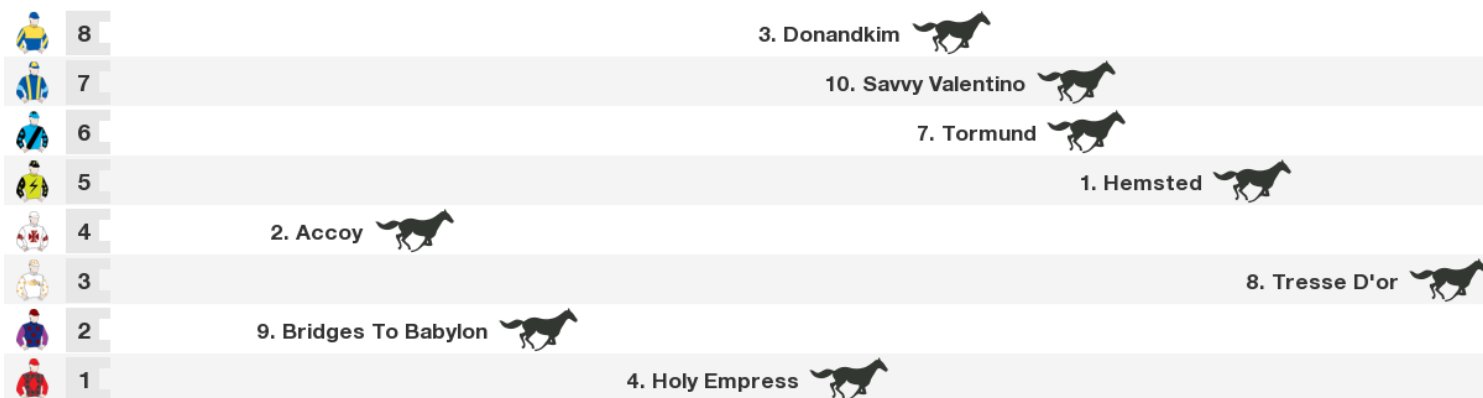 8 3. Donandkim
7 10. Savvy Valentino
6 7. Tormund
5 1. Hemsted
4 2. Accoy
3 8. Tresse D'or
2 9. Bridges To Babylon
1 4. Holy Empress